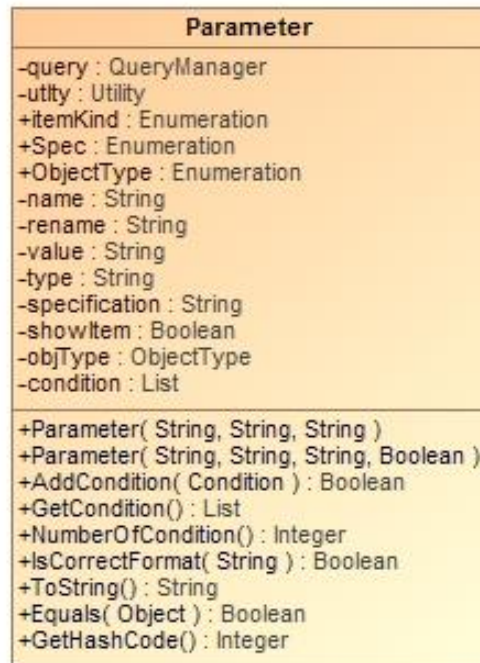 Parameter
-query : QueryManager
-utlty : Utility
+itemKind : Enumeration
+Spec : Enumeration
+ObjectType : Enumeration
-name : String
-rename : String
-value : String
-type : String
-specification : String
-showItem : Boolean
-objType : ObjectType
-condition : List
+Parameter( String, String, String )
+Parameter( String, String, String, Boolean )
+AddCondition( Condition ) : Boolean
+GetCondition() : List
+NumberOfCondition() : Integer
+IsCorrectFormat( String ) : Boolean
+ToString() : String
+Equals( Object ) : Boolean
+GetHashCode() : Integer